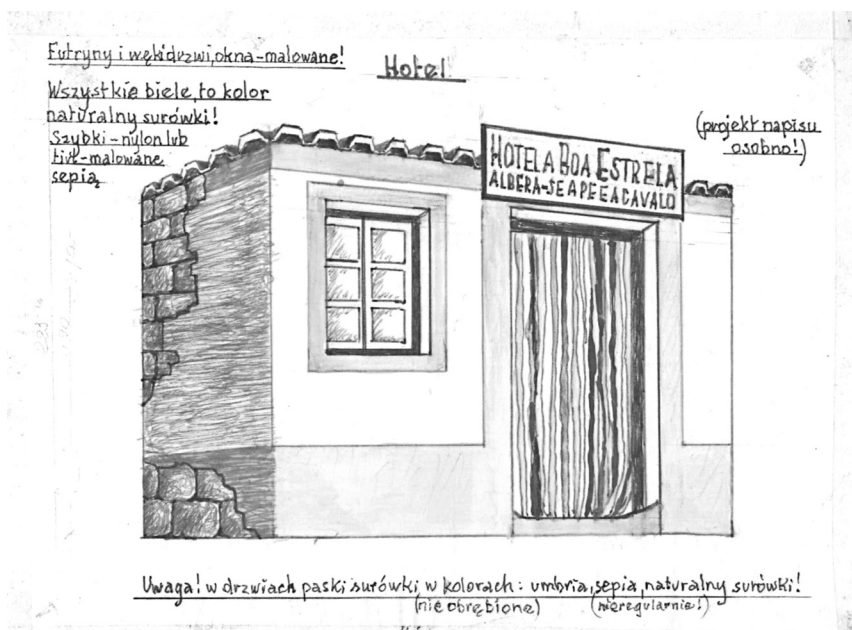 Futryny i węki drzwi, okna - malowane!
Hotel
Wszystkie biele, to kolor
naturalny surówki!
Szybki - nylon lub
malowane
sepią
(projekt napisu
osobno!)
HOTEL A BOA ESTRELA
ALBERA-SE A PE E A CAVALO
Uwaga! w drzwiach paski surówki w kolorach: umbria, sepia, naturalny surówki!
(nie obrębione)
(nieregularnie!)